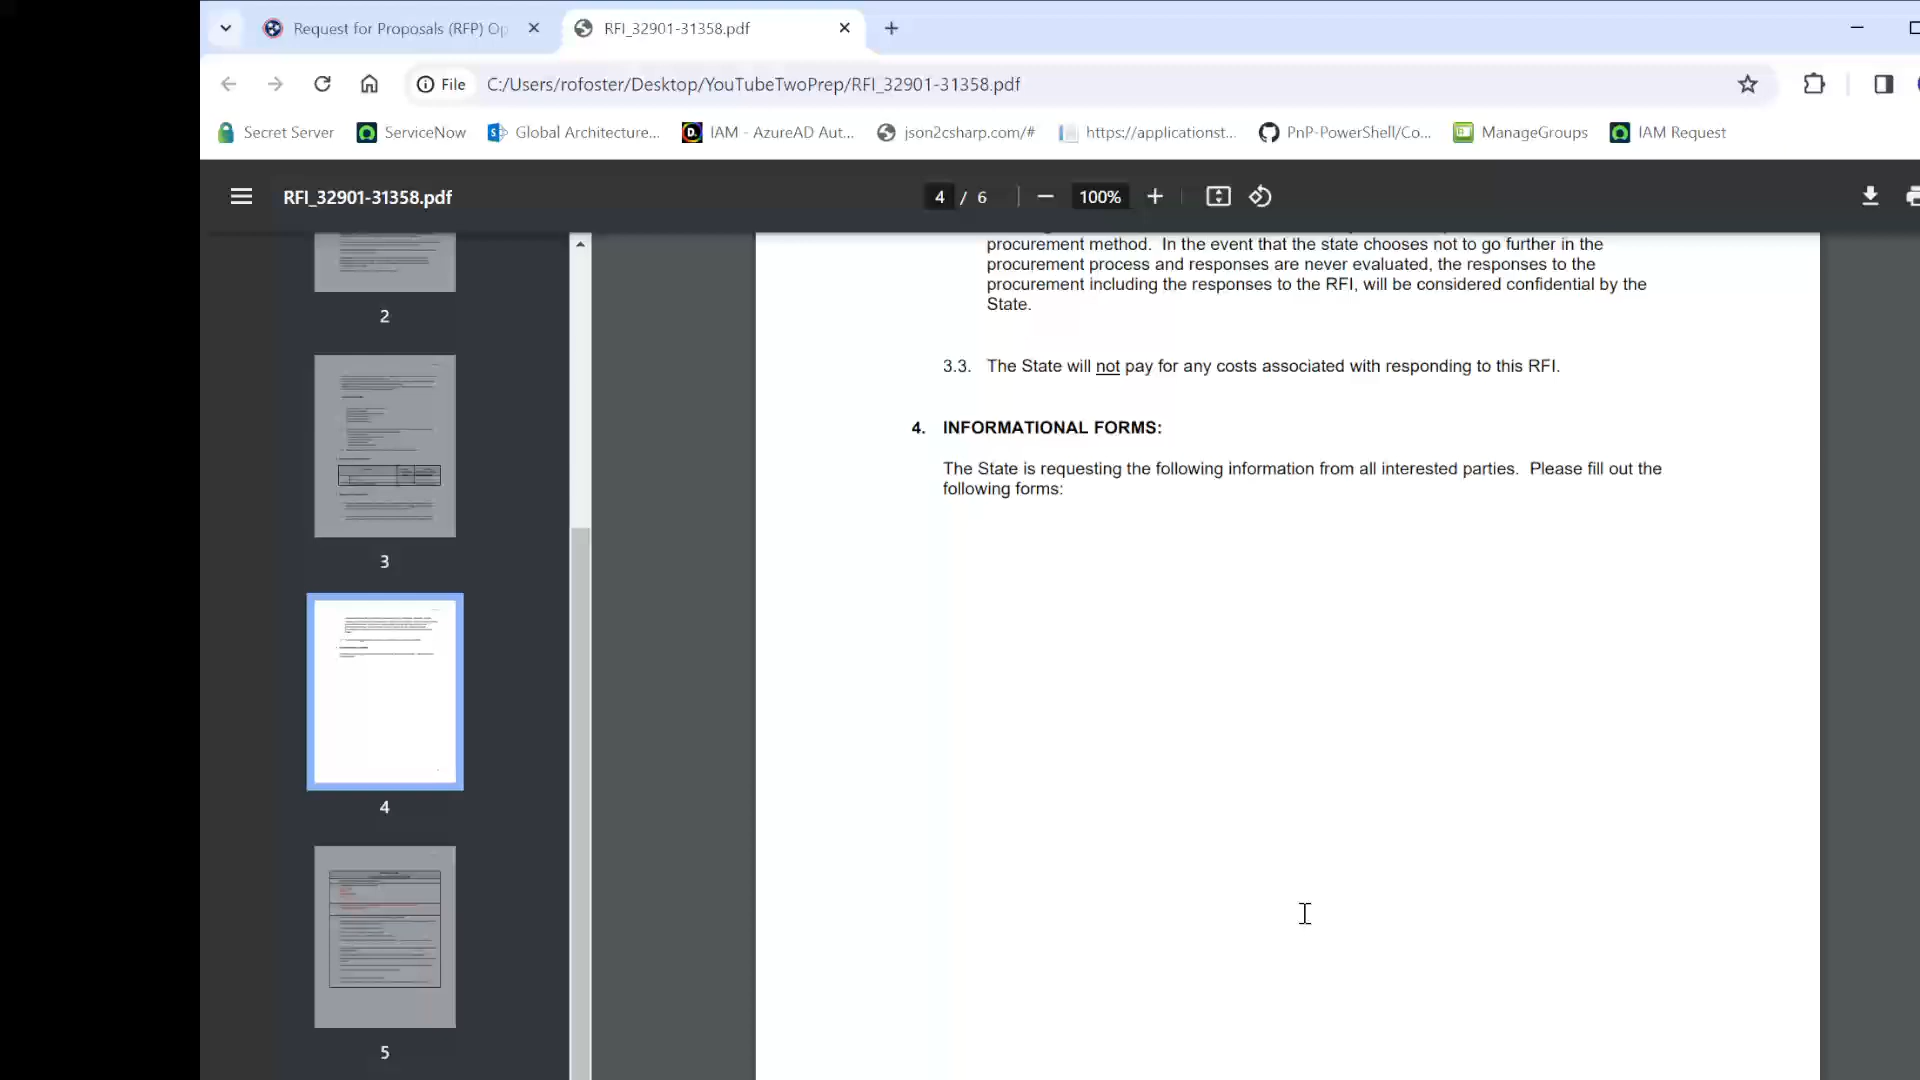 Request for Proposals (RFP) Op
RFI_32901-31358.pdf
File
C:/Users/rofoster/Desktop/YouTubeTwoPrep/RFI_32901-31358.pdf
Secret Server
ServiceNow
Global Architecture...
IAM - AzureAD Aut...
json2csharp.com/#
https://applicationst...
PnP-PowerShell/Co...
ManageGroups
IAM Request
RFI_32901-31358.pdf
4 / 6
100%
2
3
4
5
procurement method. In the event that the state chooses not to go further in the
procurement process and responses are never evaluated, the responses to the
procurement including the responses to the RFI, will be considered confidential by the
State.
3.3. The State will not pay for any costs associated with responding to this RFI.
4. INFORMATIONAL FORMS:
The State is requesting the following information from all interested parties. Please fill out the
following forms: